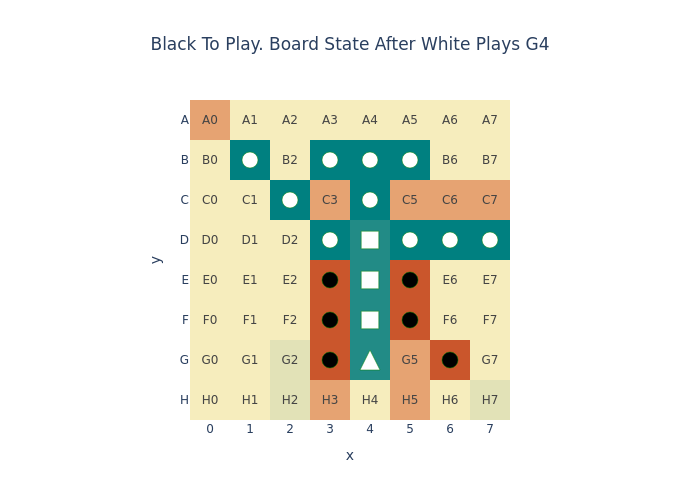 Black To Play. Board State After White Plays G4
A A0 A1 A2 A3 A4 A5 A6 A7
B B0 B2 B6 B7
C C0 C1 C3 C5 C6 C7
D D0 D1 D2
y
E E0 E1 E2 E6 E7
F F0 F1 F2 F6 F7
G G0 G1 G2 G5 G7
H H0 H1 H2 H3 H4 H5 H6 H7
0 1 2 3 4 5 6 7
x